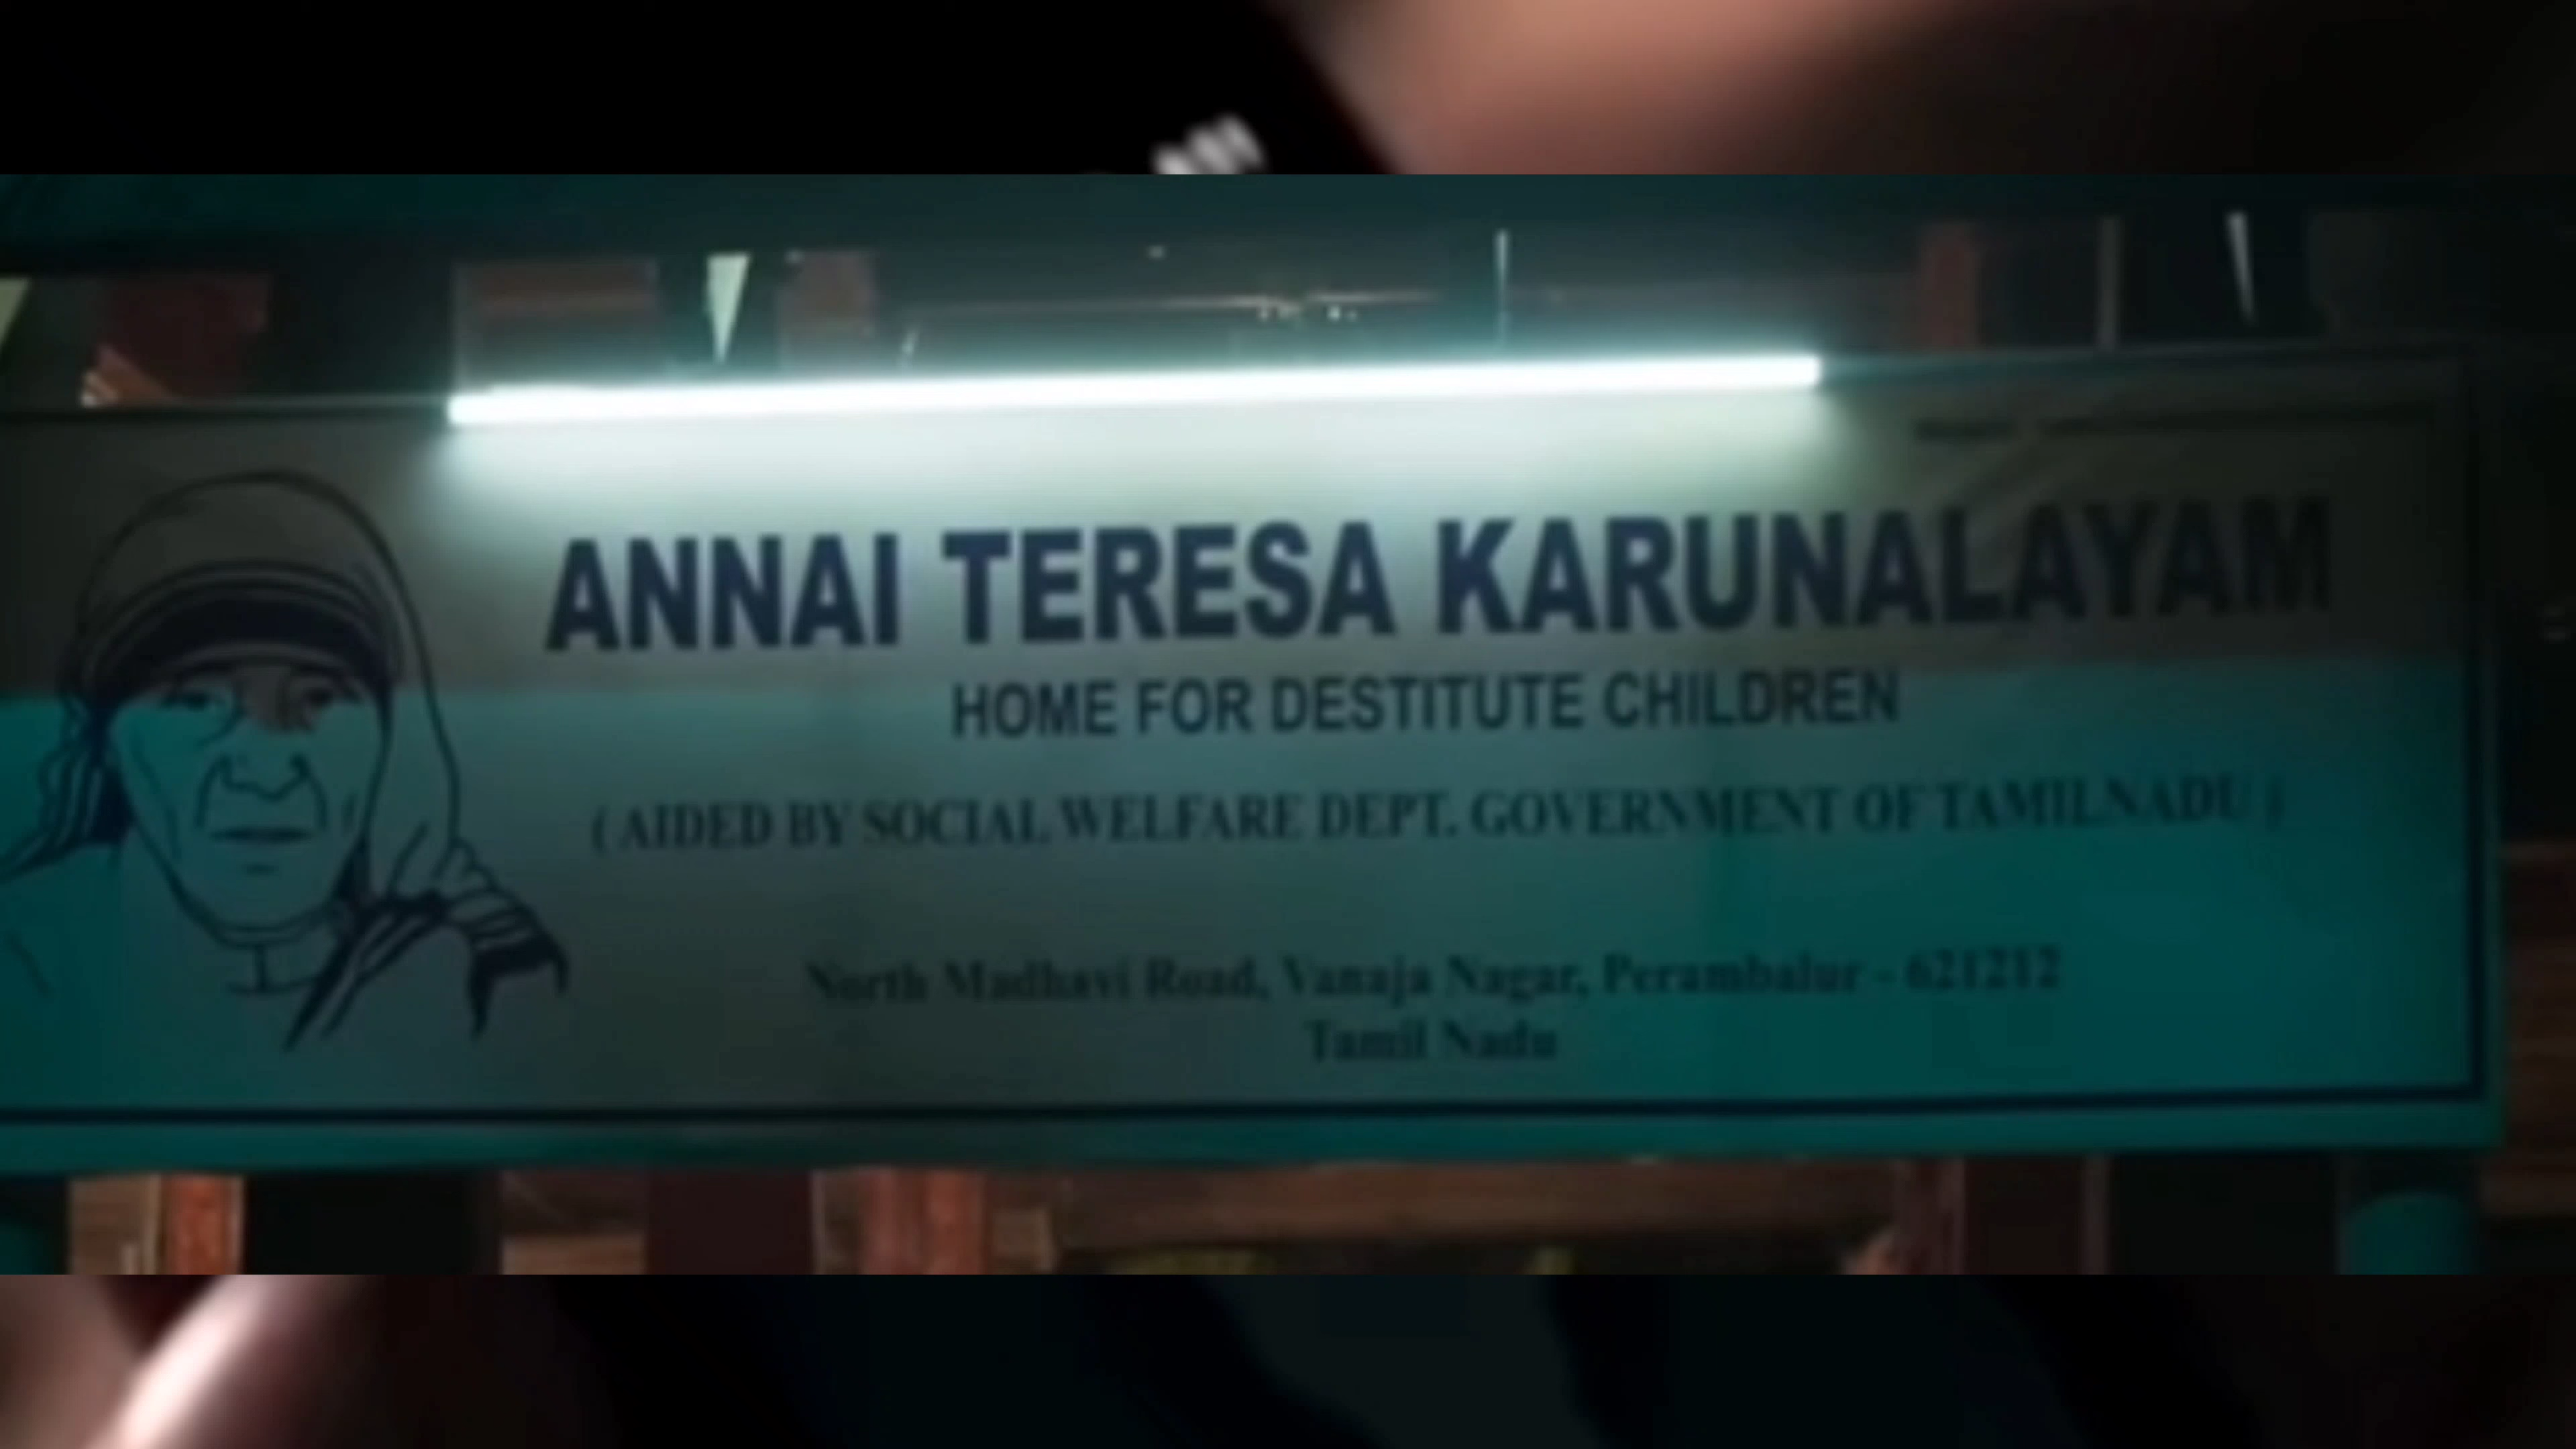 ANNAI TERESA KARUNALAYAM
HOME FOR DESTITUTE CHILDREN
( AIDED BY SOCIAL WELFARE DEPT. GOVERNMENT OF TAMILNADU )
North Madhavi Road, Vanaja Nagar, Perambalur - 621212
Tamil Nadu